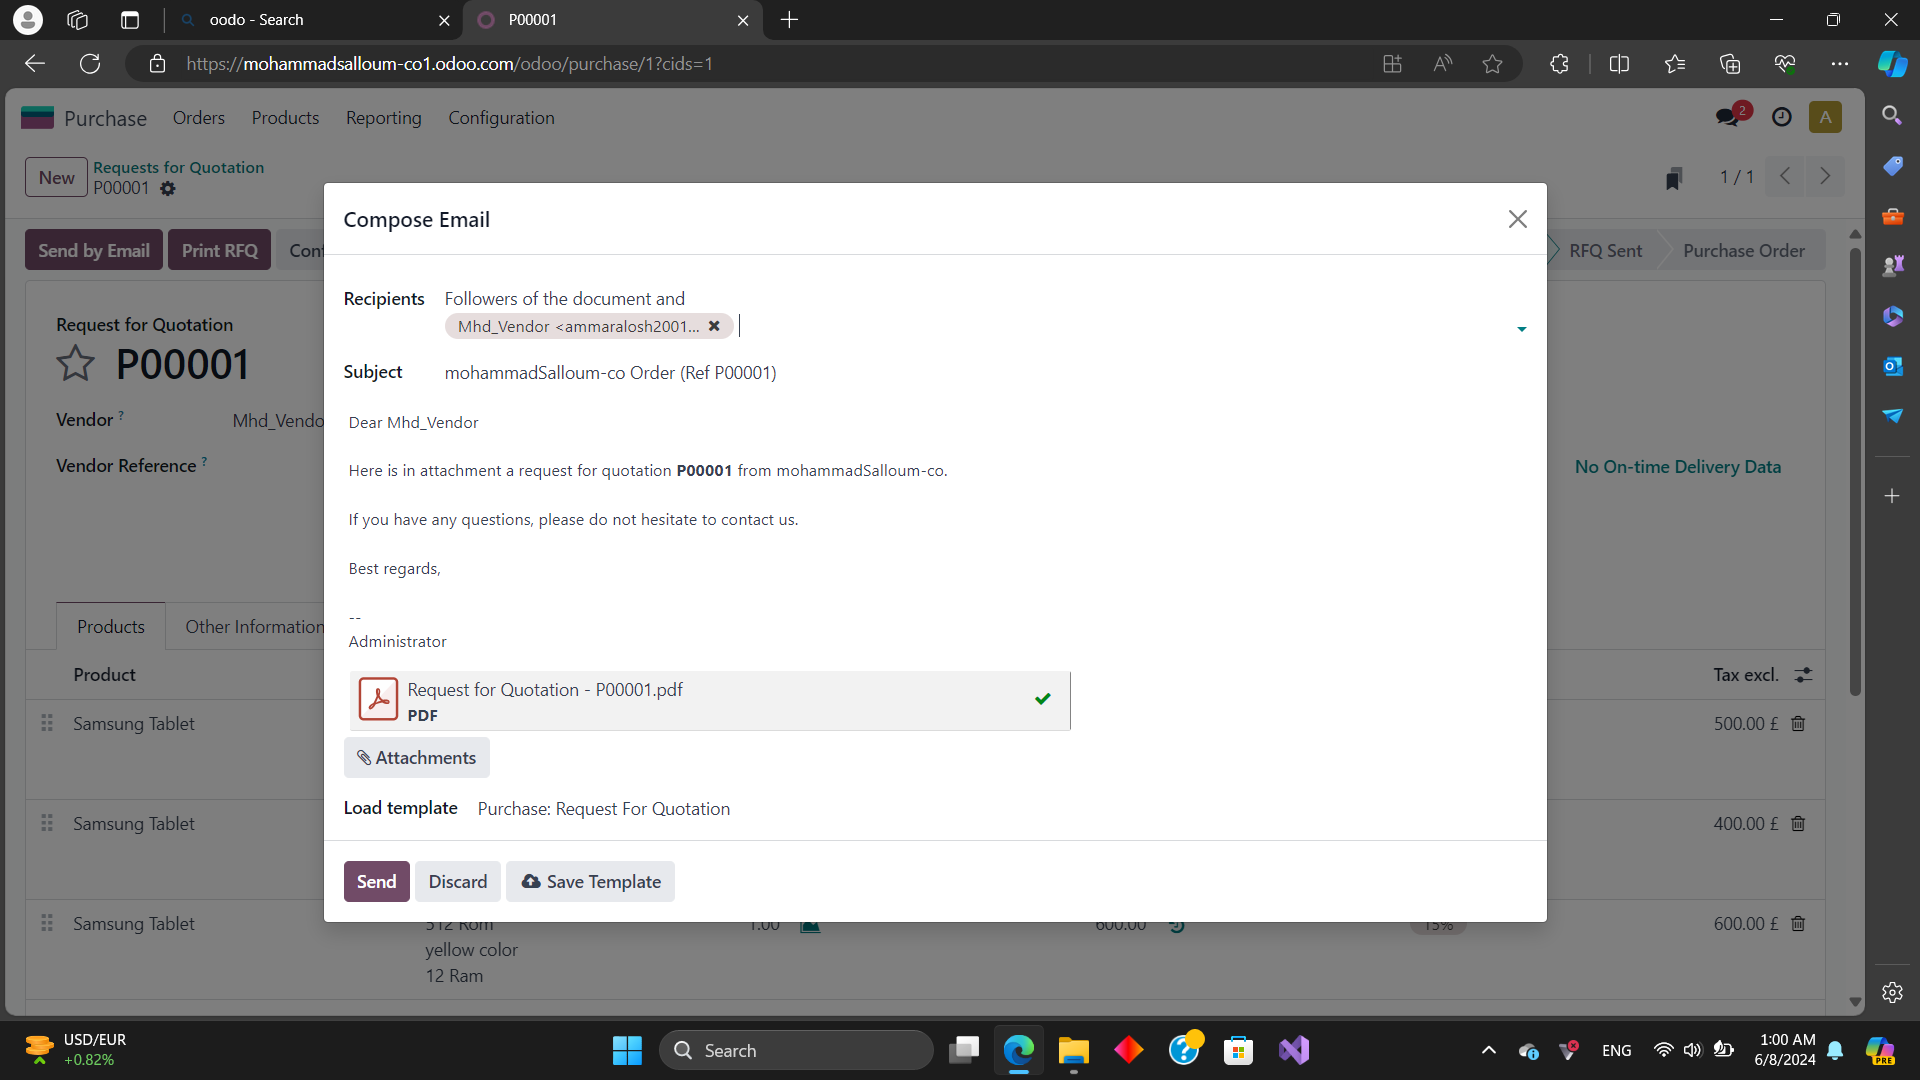 oodo - Search
P00001
https://mohammadsalloum-co1.odoo.com/odoo/purchase/1?cids=1
Purchase
Orders
Products
Reporting
Configuration
2
A
New
Requests for Quotation
P00001
1 / 1
Send by Email
Print RFQ
Con
RFQ Sent
Purchase Order
Compose Email
Recipients
Followers of the document and
Mhd_Vendor <ammaralosh2001...
Subject
mohammadSalloum-co Order (Ref P00001)
Dear Mhd_Vendor
Here is in attachment a request for quotation P00001 from mohammadSalloum-co.
If you have any questions, please do not hesitate to contact us.
Best regards,
--
Administrator
Request for Quotation - P00001.pdf
PDF
Attachments
Load template
Purchase: Request For Quotation
Send
Discard
Save Template
Request for Quotation
P00001
Vendor ?
Mhd_Vendo
Vendor Reference ?
No On-time Delivery Data
Products
Other Information
Product
Tax excl.
Samsung Tablet
500.00 £
Samsung Tablet
400.00 £
Samsung Tablet
512 Rom
yellow color
12 Ram
1.00
600.00
15%
600.00 £
USD/EUR
+0.82%
Search
ENG
1:00 AM
6/8/2024
PRE